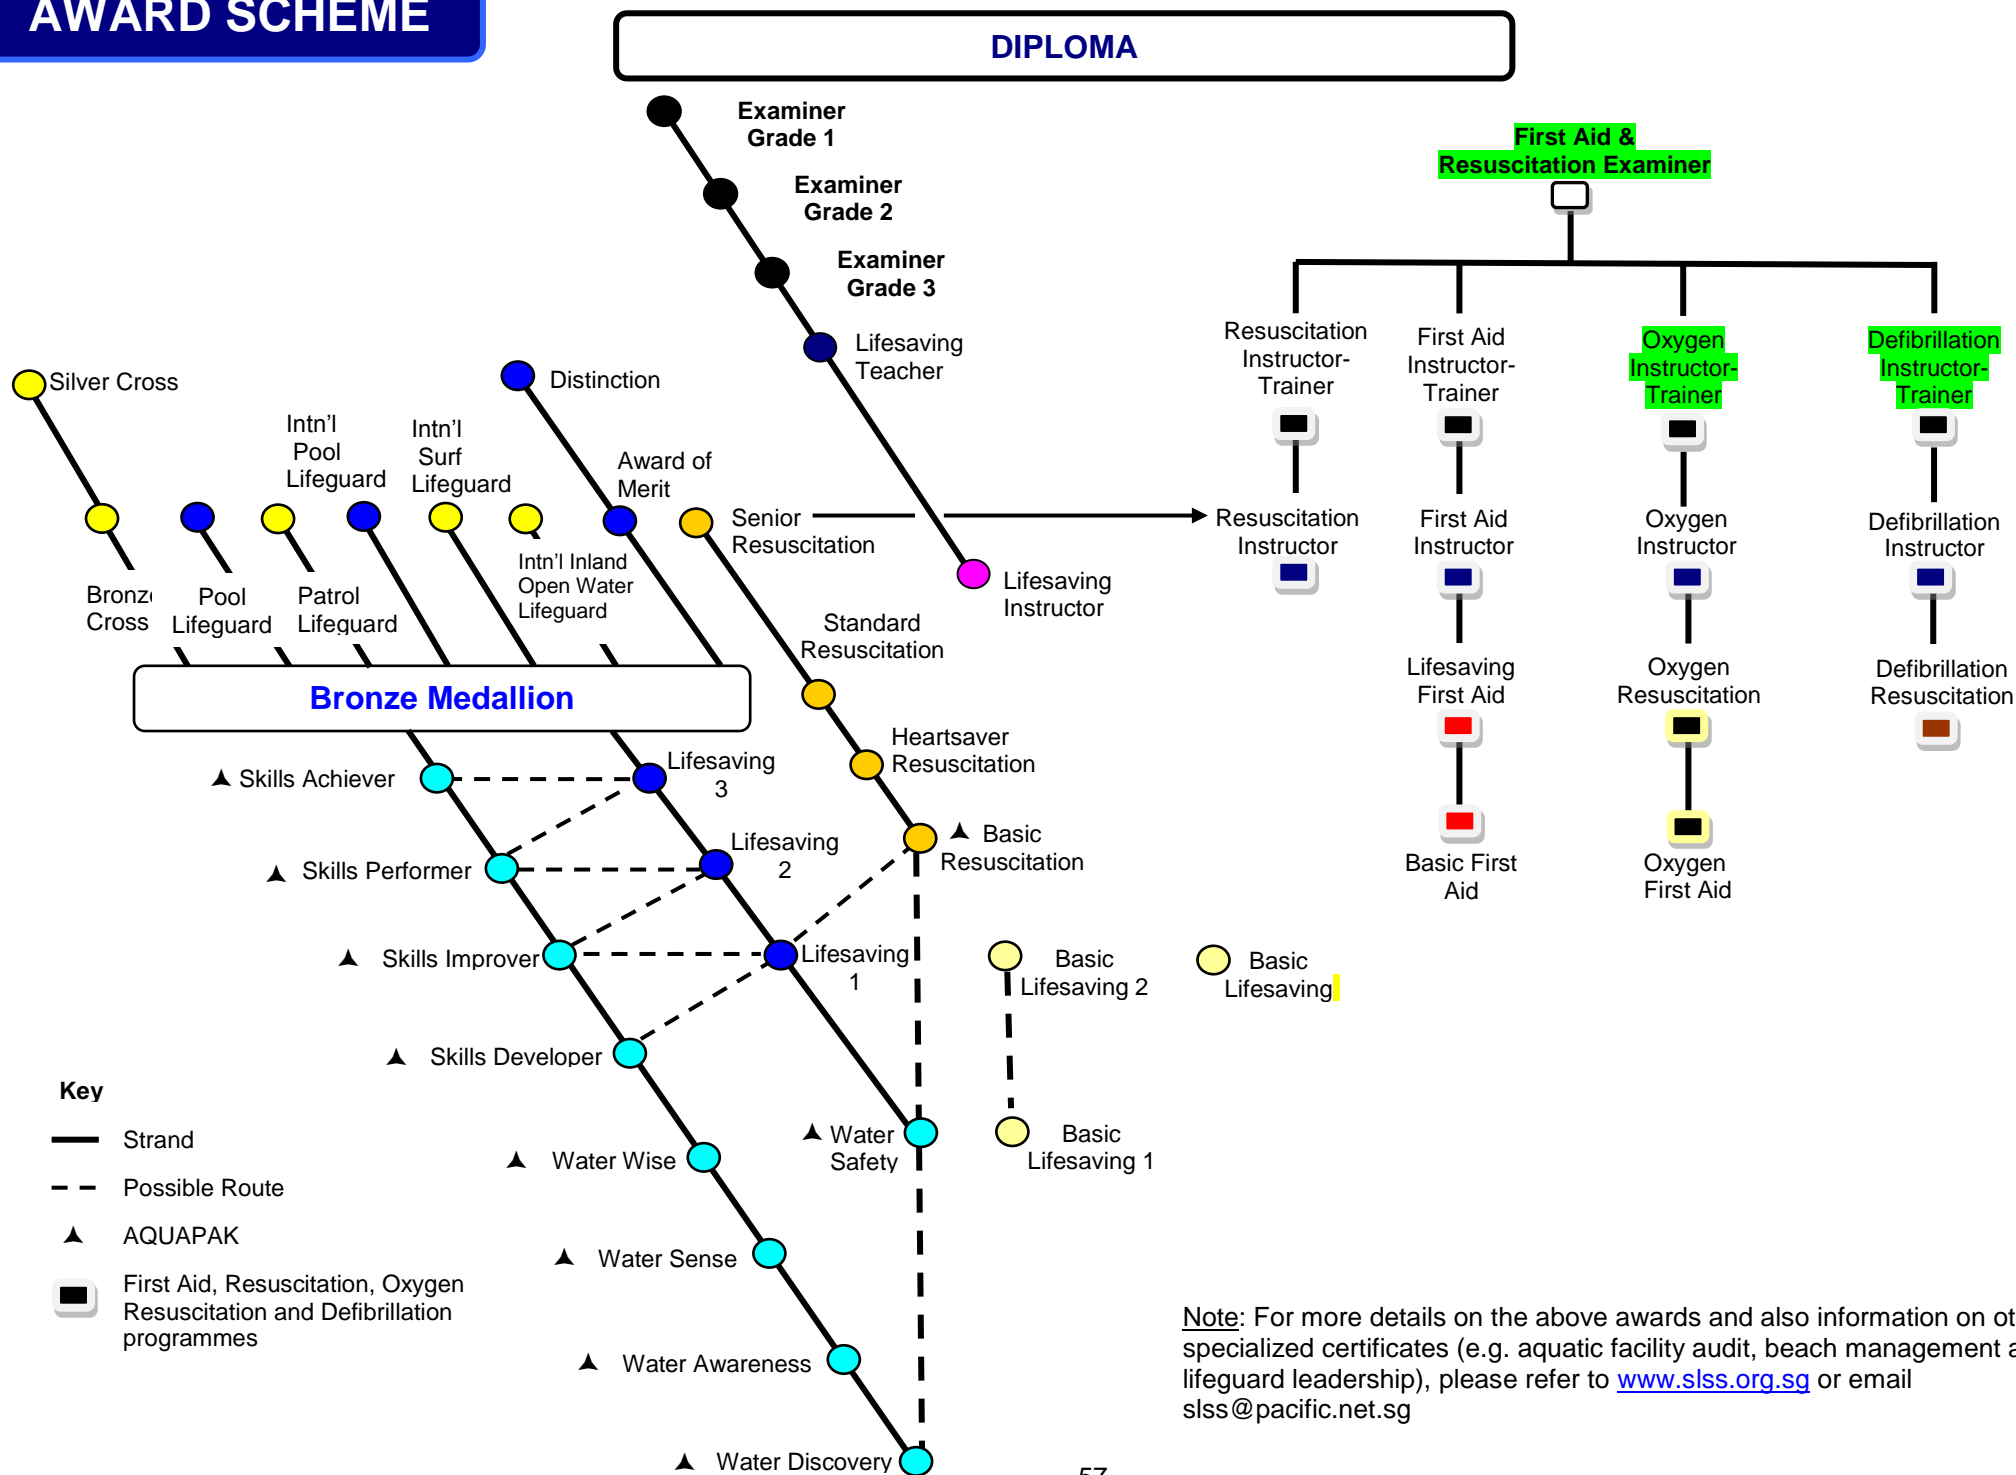 AWARD SCHEME
DIPLOMA
Examiner
Grade 1
Examiner
Grade 2
Examiner
Grade 3
Lifesaving
Teacher
Lifesaving
Instructor
First Aid &
Resuscitation Examiner
Resuscitation
Instructor-
Trainer
First Aid
Instructor-
Trainer
Oxygen
Instructor-
Trainer
Defibrillation
Instructor-
Trainer
Resuscitation
Instructor
First Aid
Instructor
Oxygen
Instructor
Defibrillation
Instructor
Lifesaving
First Aid
Oxygen
Resuscitation
Defibrillation
Resuscitation
Basic First
Aid
Oxygen
First Aid
Silver Cross
Distinction
Intn'l
Pool
Lifeguard
Intn'l
Surf
Lifeguard
Award of
Merit
Senior
Resuscitation
Intn'l Inland
Open Water
Lifeguard
Bronze
Cross
Pool
Lifeguard
Patrol
Lifeguard
Standard
Resuscitation
Bronze Medallion
Heartsaver
Resuscitation
Skills Achiever
Lifesaving
3
Basic
Resuscitation
Skills Performer
Lifesaving
2
Skills Improver
Lifesaving
1
Basic
Lifesaving 2
Basic
Lifesaving
Skills Developer
Water
Safety
Basic
Lifesaving 1
Water Wise
Water Sense
Water Awareness
Water Discovery
Key
Strand
Possible Route
AQUAPAK
First Aid, Resuscitation, Oxygen
Resuscitation and Defibrillation
programmes
Note: For more details on the above awards and also information on ot
specialized certificates (e.g. aquatic facility audit, beach management a
lifeguard leadership), please refer to www.slss.org.sg or email
slss@pacific.net.sg
57